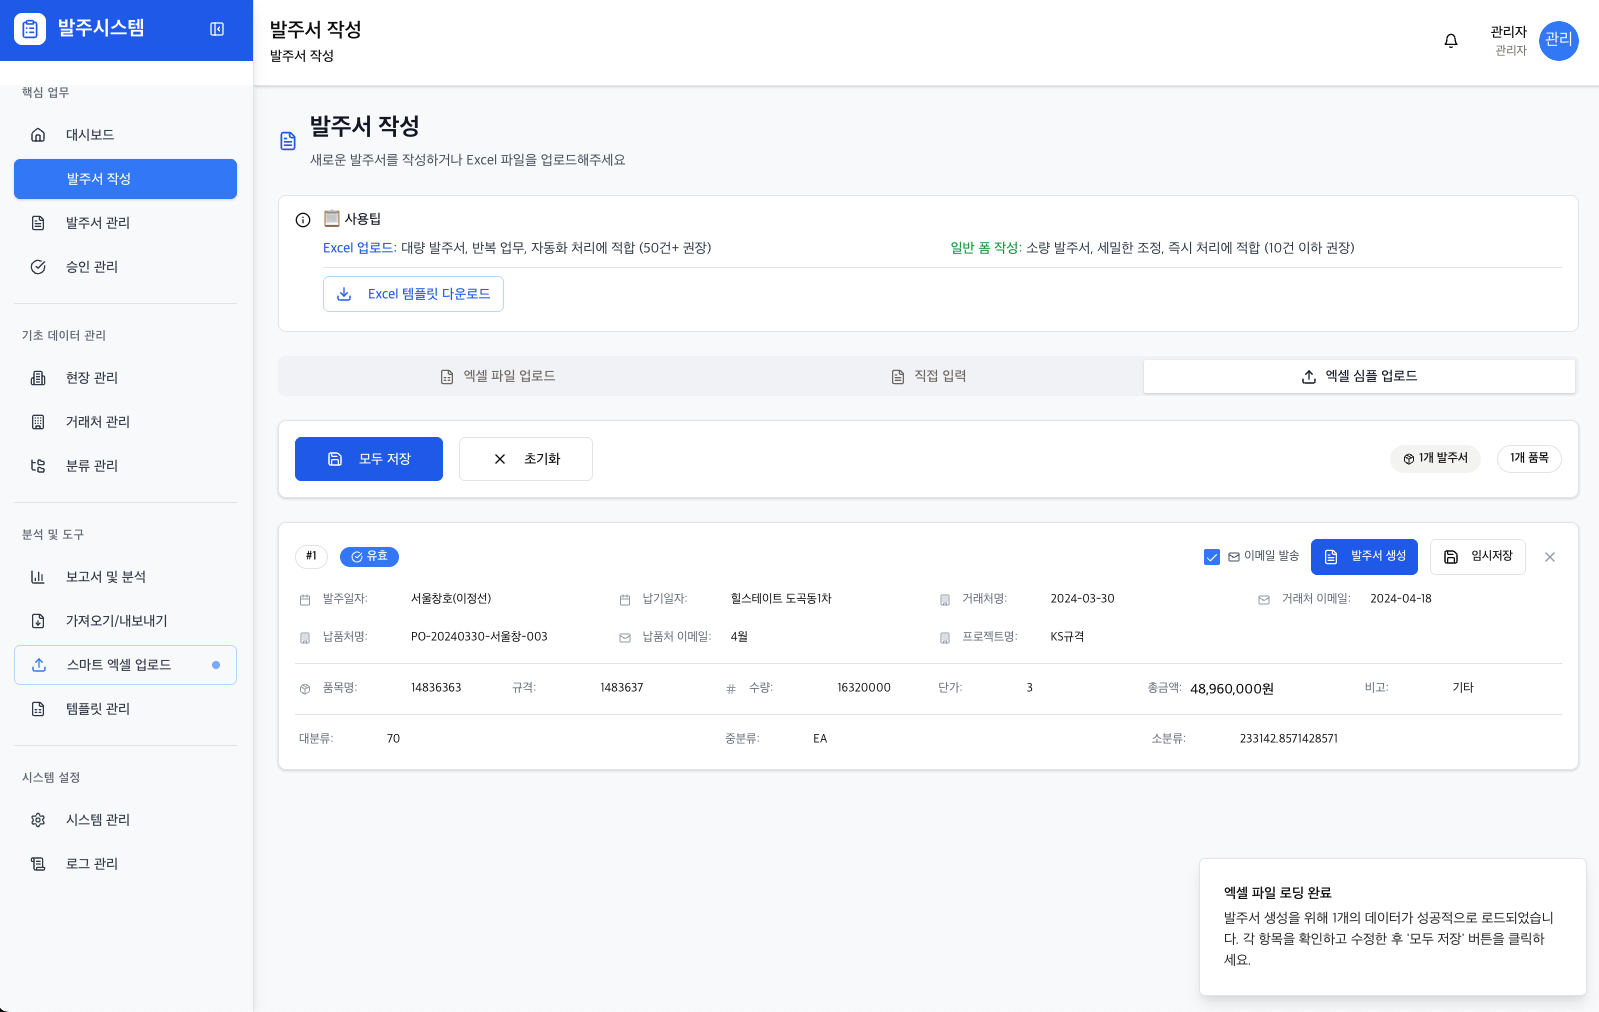 발주시스템
핵심 업무
대시보드
발주서 작성
발주서 관리
승인 관리
기초 데이터 관리
현장 관리
거래처 관리
분류 관리
분석 및 도구
보고서 및 분석
가져오기/내보내기
스마트 엑셀 업로드
템플릿 관리
시스템 설정
시스템 관리
로그 관리
발주서 작성
발주서 작성
관리자
관리자
관리
발주서 작성
새로운 발주서를 작성하거나 Excel 파일을 업로드해주세요
📋 사용팁
Excel 업로드: 대량 발주서, 반복 업무, 자동화 처리에 적합 (50건+ 권장)
일반 폼 작성: 소량 발주서, 세밀한 조정, 즉시 처리에 적합 (10건 이하 권장)
Excel 템플릿 다운로드
엑셀 파일 업로드
직접 입력
엑셀 심플 업로드
모두 저장
초기화
1개 발주서
1개 품목
#1
유효
이메일 발송
발주서 생성
임시저장
발주일자: 서울창호(이정선)
납기일자: 힐스테이트 도곡동1차
거래처명: 2024-03-30
거래처 이메일: 2024-04-18
납품처명: PO-20240330-서울창-003
납품처 이메일: 4월
프로젝트명: KS규격
품목명: 14836363
규격: 1483637
수량: 16320000
단가: 3
총금액: 48,960,000원
비고: 기타
대분류: 70
중분류: EA
소분류: 233142.8571428571
엑셀 파일 로딩 완료
발주서 생성을 위해 1개의 데이터가 성공적으로 로드되었습니
다. 각 항목을 확인하고 수정한 후 '모두 저장' 버튼을 클릭하
세요.